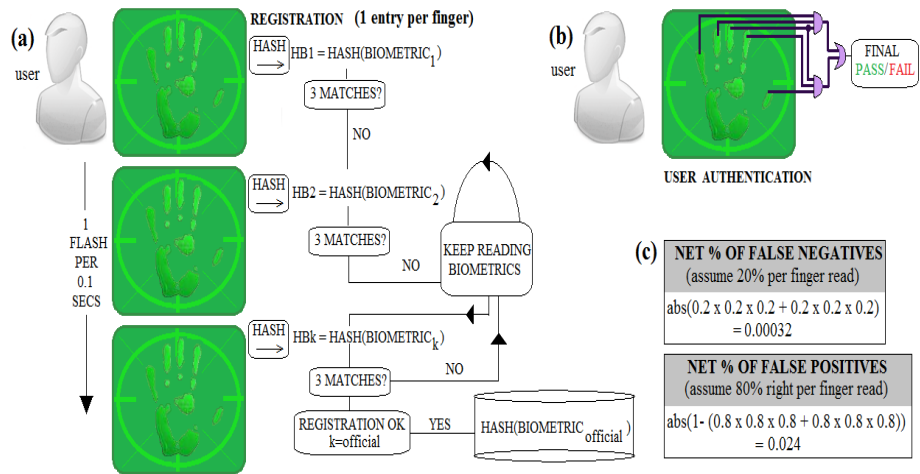 (a)
user
REGISTRATION (1 entry per finger)
HASH
HB1 = HASH(BIOMETRIC1)
3 MATCHES?
NO
1
FLASH
PER
0.1
SECS
HASH
HB2 = HASH(BIOMETRIC2)
3 MATCHES?
NO
KEEP READING
BIOMETRICS
HASH
HBk = HASH(BIOMETRICk)
3 MATCHES?
NO
REGISTRATION OK
k=official
YES
HASH(BIOMETRICofficial)
(b)
user
FINAL
PASS/FAIL
USER AUTHENTICATION
(c)
NET % OF FALSE NEGATIVES
(assume 20% per finger read)
abs(0.2 x 0.2 x 0.2 + 0.2 x 0.2 x 0.2)
= 0.00032
NET % OF FALSE POSITIVES
(assume 80% right per finger read)
abs(1- (0.8 x 0.8 x 0.8 + 0.8 x 0.8 x 0.8))
= 0.024